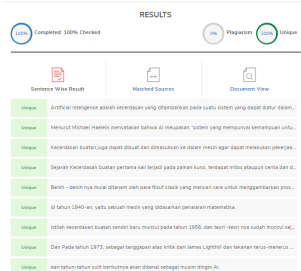 RESULTS
100% Completed: 100% Checked
0% Plagiarism 100% Unique
Sentence Wise Result Matched Sources Document View
Unique Artificial Inteligence adalah kecerdasan yang ditambahkan pada suatu sistem yang dapat diatur dalam...
Unique Menurut Michael Haelein menyatakan bahwa AI meupakan "sistem yang mempunyai kemampuan untu...
Unique Kecerdasan buatan juga dapat dibuat dan dimasukkan ke dalam mesin agar dapat melakukan pekerjaa...
Unique Sejarah Kecerdasan buatan pertama kali terjadi pada zaman kuno, terdapat mitos ataupun cerita dan d...
Unique Benih - benih nya mulai ditanam oleh para filsuf klasik yang mencari cara untuk menggambarkan pros...
Unique di tahun 1940-an, yaitu sebuah mesin yang didasarkan penalaran matematika.
Unique Istilah kecerdasan buatan sendiri baru muncul pada tahun 1956, dan teori -teori nya sudah muncul sej...
Unique Dan Pada tahun 1973, sebagai tanggapan atas kritik dari James Lighthill dan tekanan terus-menerus ...
Unique dan tahun-tahun sulit berikutnya akan dikenal sebagai musim dingin AI.